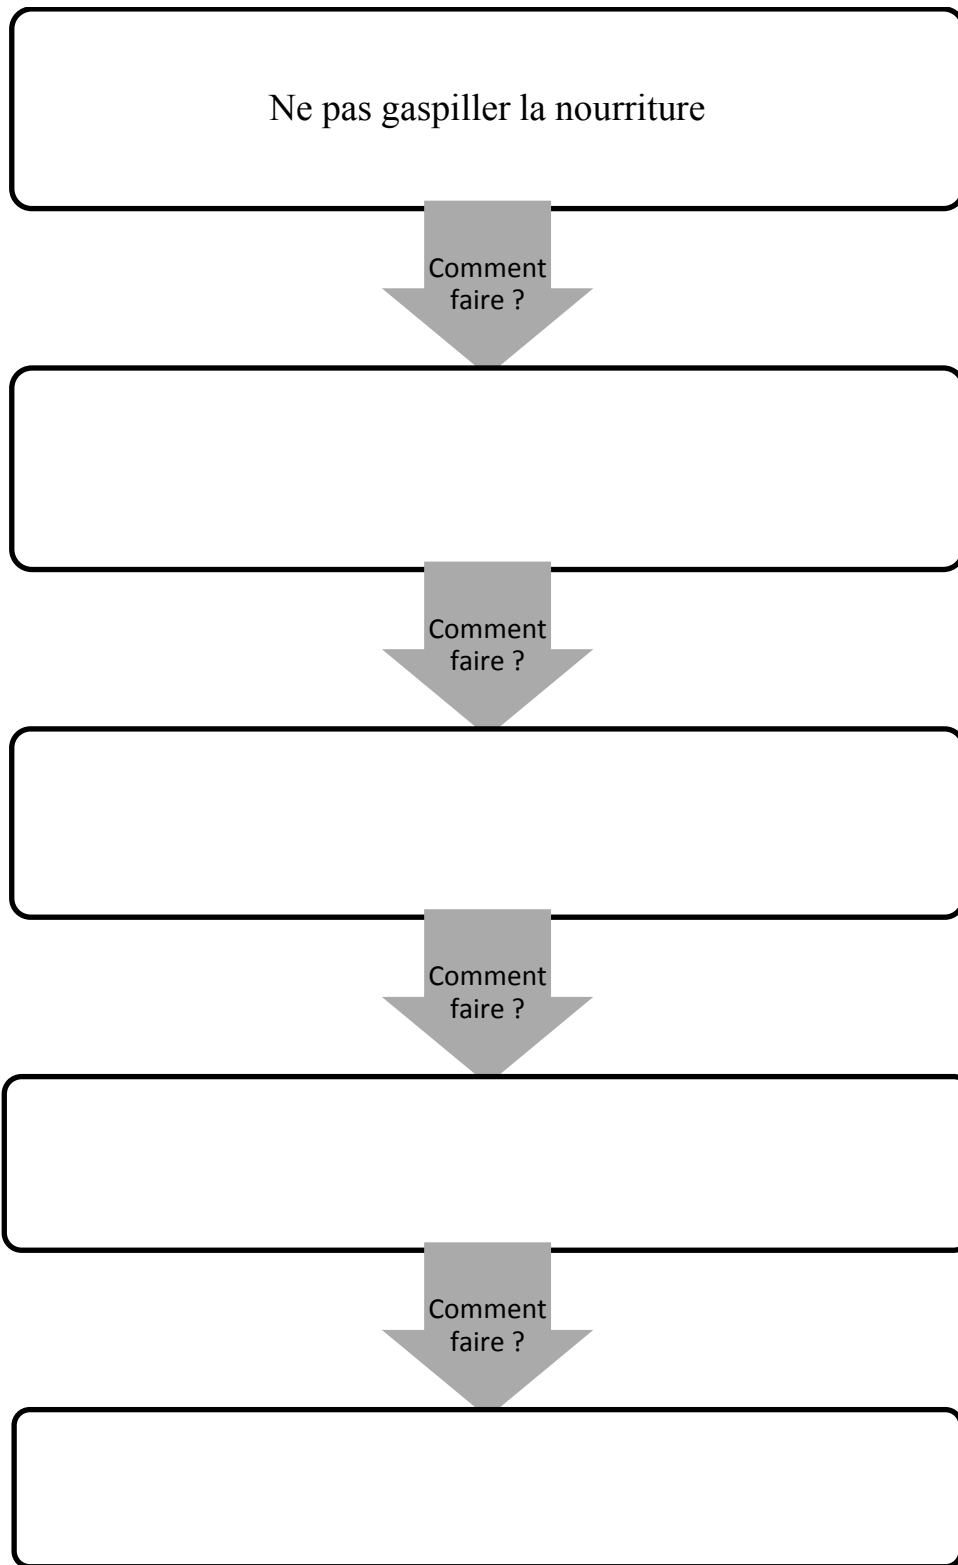 Ne pas gaspiller la nourriture
Comment
faire ?
Comment
faire ?
Comment
faire ?
Comment
faire ?